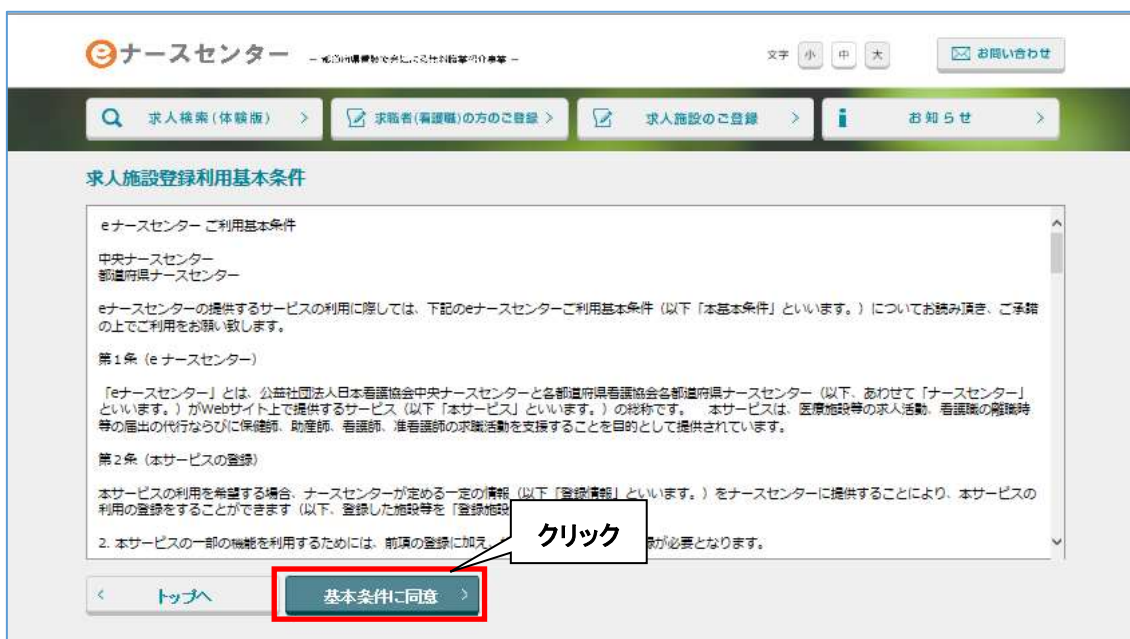 eナースセンター
文字 小 中 大
お問い合わせ
求人検索(体験版)
求職者(看護職)の方のご登録
求人施設のご登録
お知らせ
求人施設登録利用基本条件
eナースセンター ご利用基本条件
中央ナースセンター
都道府県ナースセンター
eナースセンターの提供するサービスの利用に際しては、下記のeナースセンターご利用基本条件（以下「本基本条件」といいます。）についてお読み頂き、ご承諾
の上でご利用をお願い致します。
第1条（e ナースセンター）
「eナースセンター」とは、公益社団法人日本看護協会中央ナースセンターと各都道府県看護協会各都道府県ナースセンター（以下、あわせて「ナースセンター」
といいます。）がWebサイト上で提供するサービス（以下「本サービス」といいます。）の総称です。　本サービスは、医療施設等の求人活動、看護職の離職時
等の届出の代行ならびに保健師、助産師、看護師、准看護師の求職活動を支援することを目的として提供されています。
第2条（本サービスの登録）
本サービスの利用を希望する場合、ナースセンターが定める一定の情報（以下「登録情報」といいます。）をナースセンターに提供することにより、本サービスの
利用の登録をすることができます（以下、登録した施設等を「登録施設
クリック
2. 本サービスの一部の機能を利用するためには、前項の登録に加え、 録が必要となります。
トップへ
基本条件に同意